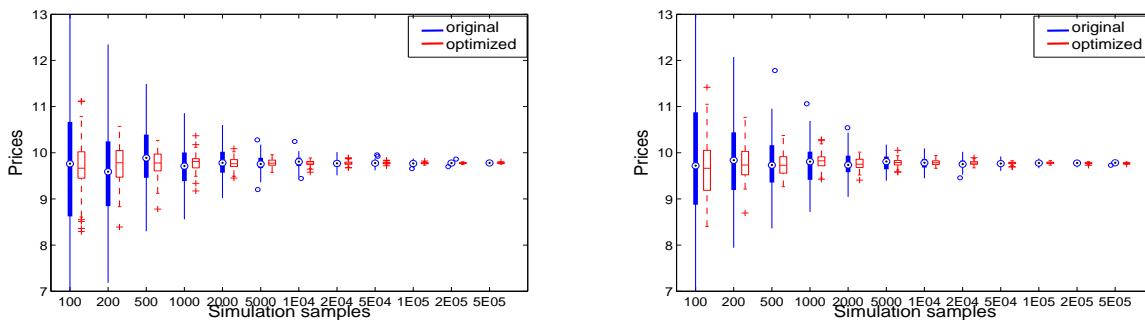 13
12
11
10
9
8
7
Prices
original
optimized
100 200 500 1000 2000 5000 1E04 2E04 5E04 1E05 2E05 5E05
Simulation samples
13
12
11
10
9
8
7
Prices
original
optimized
100 200 500 1000 2000 5000 1E04 2E04 5E04 1E05 2E05 5E05
Simulation samples